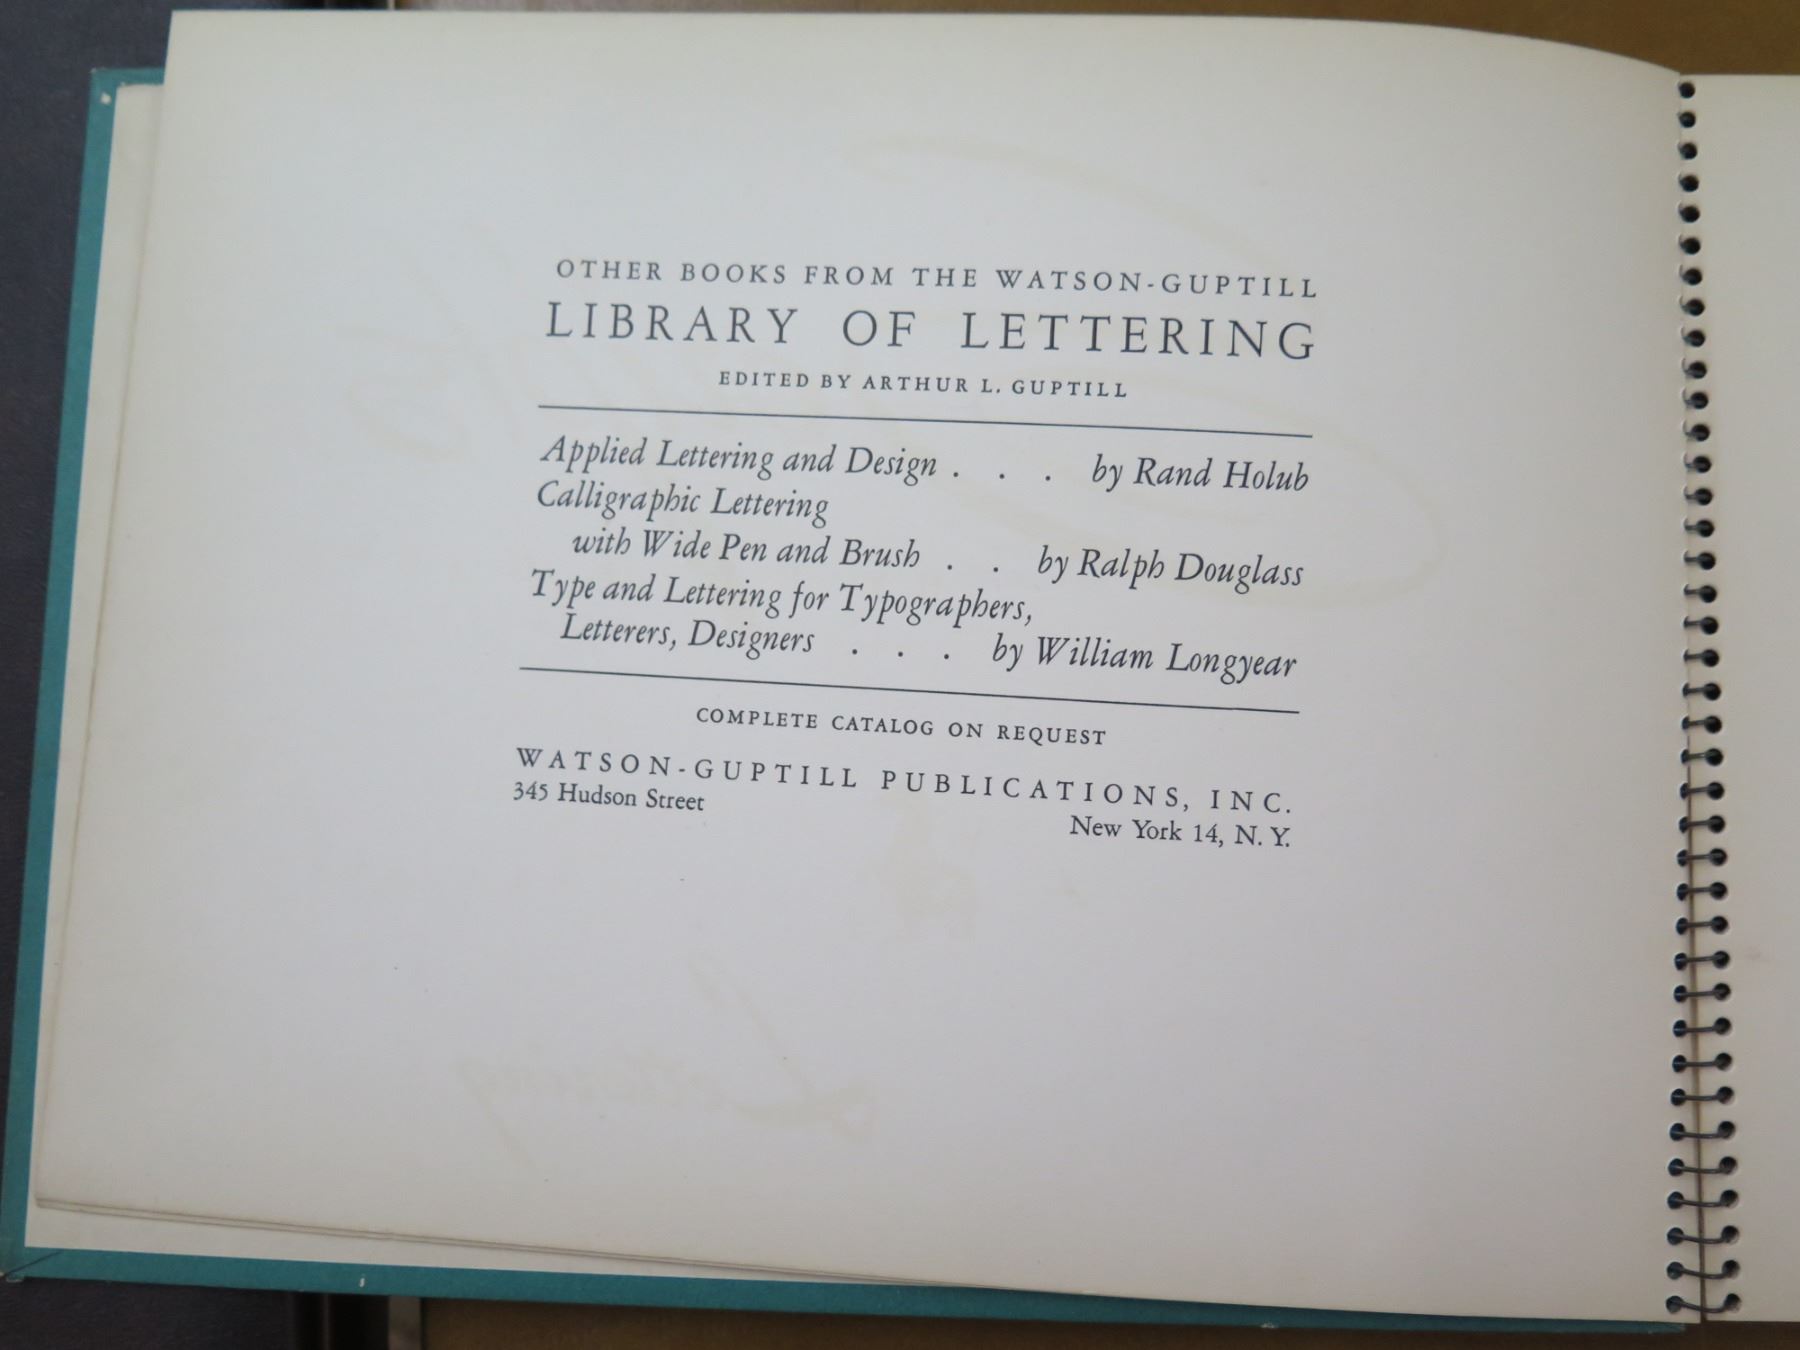 OTHER BOOKS FROM THE WATSON-GUPTILL
LIBRARY OF LETTERING
EDITED BY ARTHUR L. GUPTILL
Applied Lettering and Design . . . by Rand Holub
Calligraphic Lettering
with Wide Pen and Brush . . by Ralph Douglass
Type and Lettering for Typographers,
Letterers, Designers . . . by William Longyear
COMPLETE CATALOG ON REQUEST
WATSON-GUPTILL PUBLICATIONS, INC.
345 Hudson Street
New York 14, N. Y.
Lettering